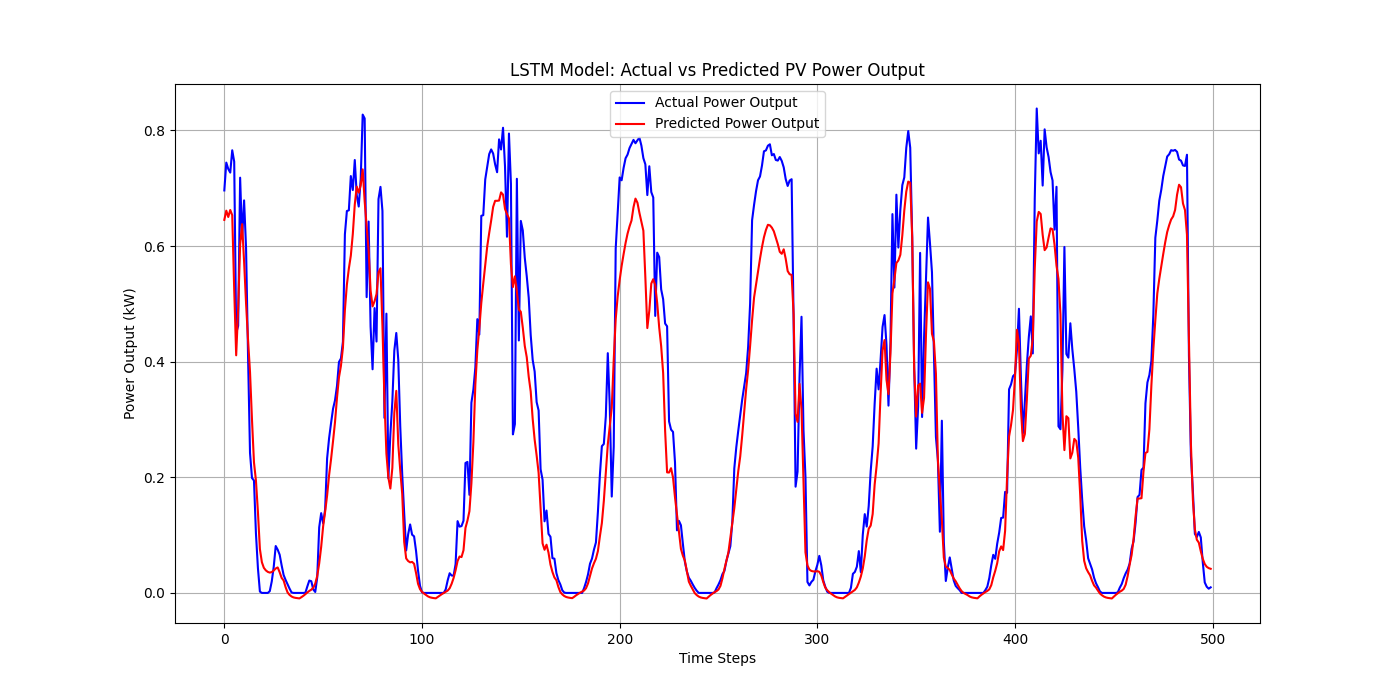 LSTM Model: Actual vs Predicted PV Power Output
Actual Power Output
Predicted Power Output
Power Output (kW)
0.8
0.6
0.4
0.2
0.0
0 100 200 300 400 500
Time Steps